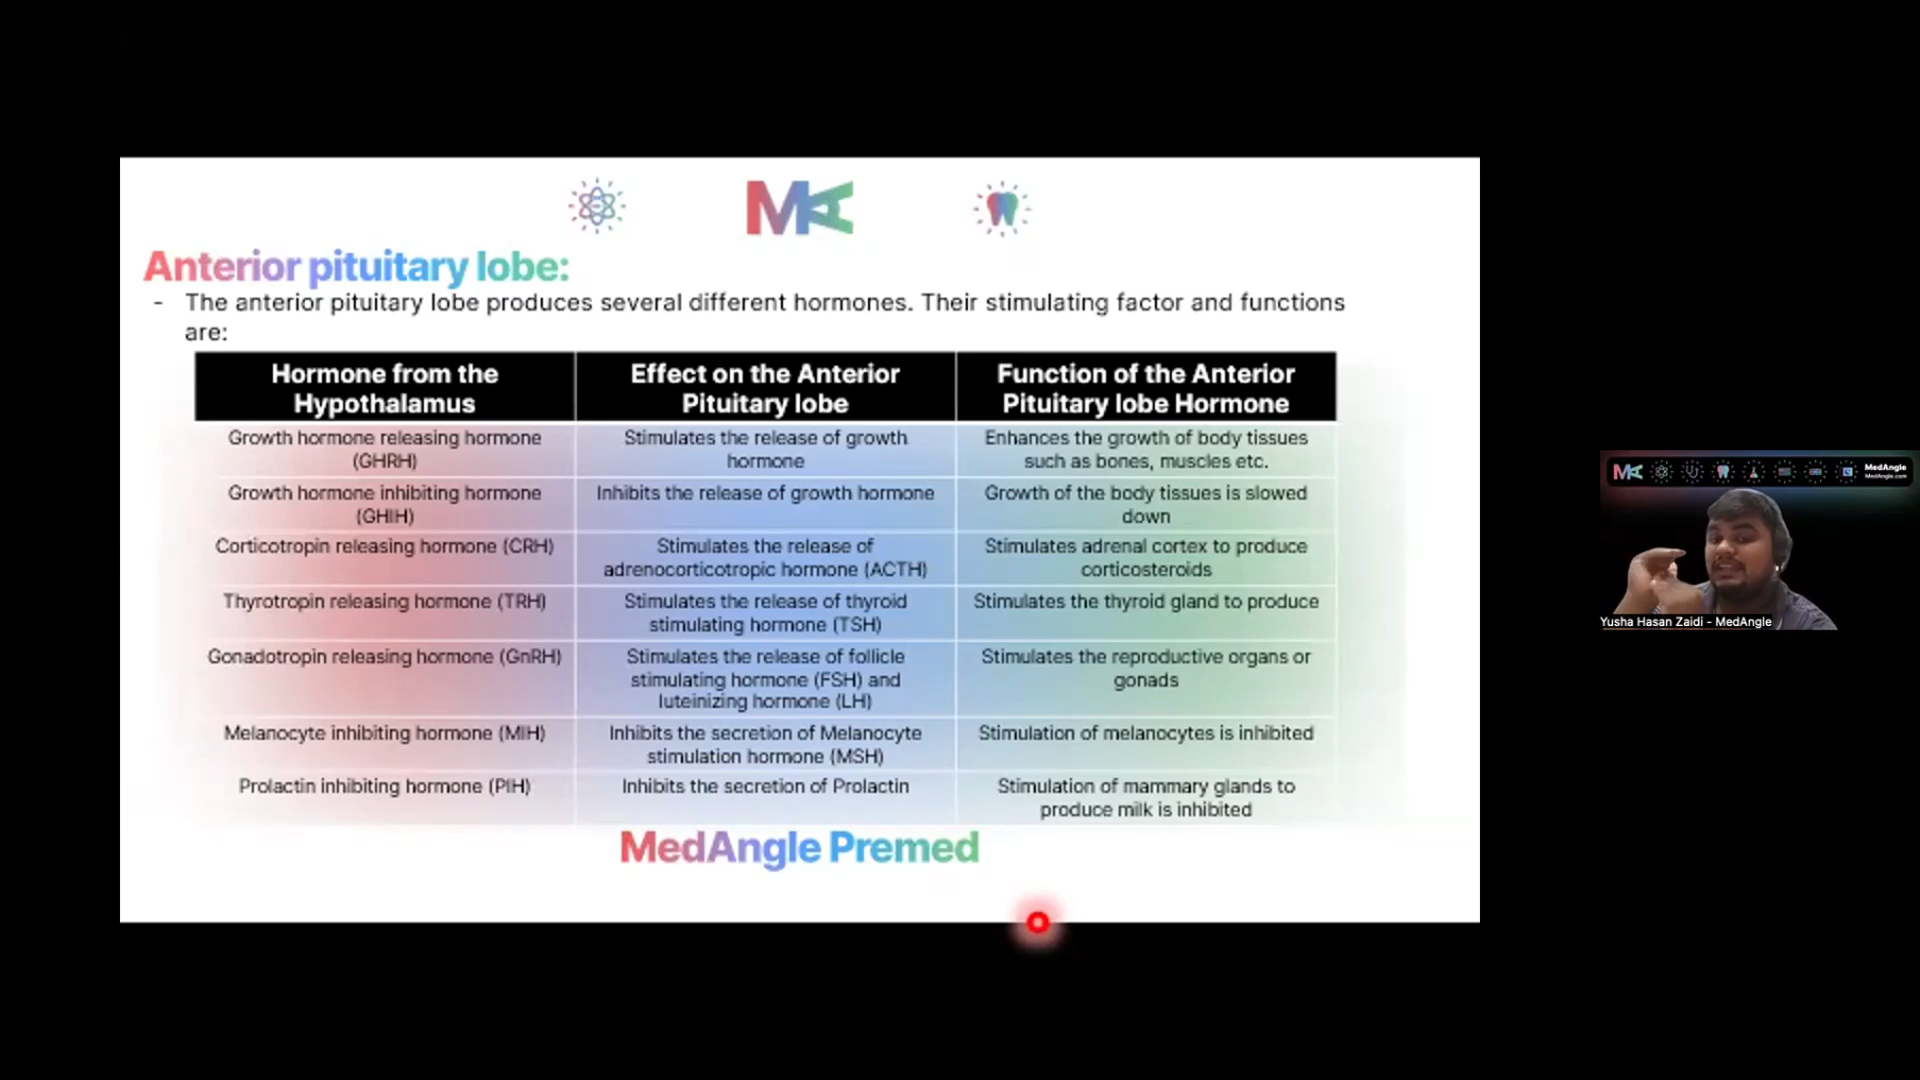 MA
Anterior pituitary lobe:
- The anterior pituitary lobe produces several different hormones. Their stimulating factor and functions
are:
Hormone from the
Hypothalamus
Effect on the Anterior
Pituitary lobe
Function of the Anterior
Pituitary lobe Hormone
Growth hormone releasing hormone
(GHRH)
Stimulates the release of growth
hormone
Enhances the growth of body tissues
such as bones, muscles etc.
Growth hormone inhibiting hormone
(GHIH)
Inhibits the release of growth hormone
Growth of the body tissues is slowed
down
Corticotropin releasing hormone (CRH)
Stimulates the release of
adrenocorticotropic hormone (ACTH)
Stimulates adrenal cortex to produce
corticosteroids
Thyrotropin releasing hormone (TRH)
Stimulates the release of thyroid
stimulating hormone (TSH)
Stimulates the thyroid gland to produce
Gonadotropin releasing hormone (GnRH)
Stimulates the release of follicle
stimulating hormone (FSH) and
luteinizing hormone (LH)
Stimulates the reproductive organs or
gonads
Melanocyte inhibiting hormone (MIH)
Inhibits the secretion of Melanocyte
stimulation hormone (MSH)
Stimulation of melanocytes is inhibited
Prolactin inhibiting hormone (PIH)
Inhibits the secretion of Prolactin
Stimulation of mammary glands to
produce milk is inhibited
MedAngle Premed
MA
MedAngle
MedAngle.com
Yusha Hasan Zaidi - MedAngle